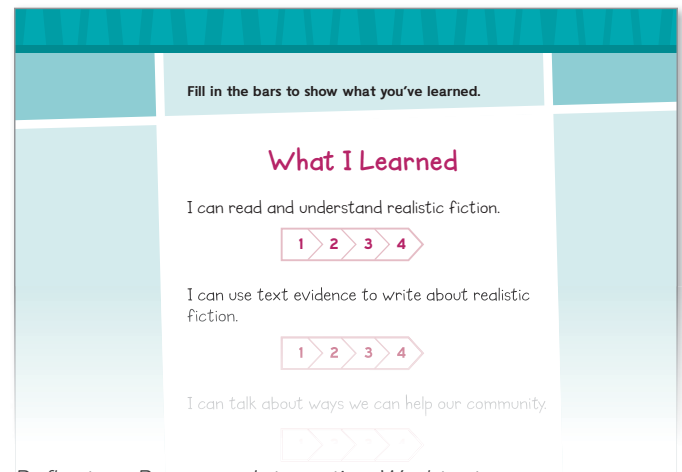 Fill in the bars to show what you've learned.
What I Learned
I can read and understand realistic fiction.
1 2 3 4
I can use text evidence to write about realistic
fiction.
1 2 3 4
I can talk about ways we can help our community.